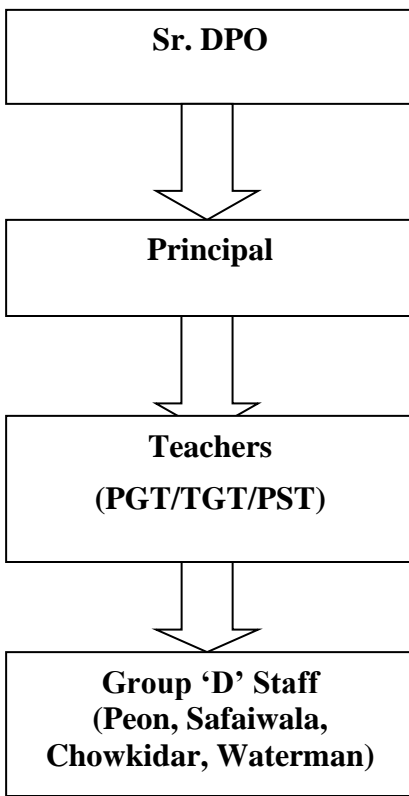 Sr. DPO
Principal
Teachers
(PGT/TGT/PST)
Group ‘D’ Staff
(Peon, Safaiwala,
Chowkidar, Waterman)